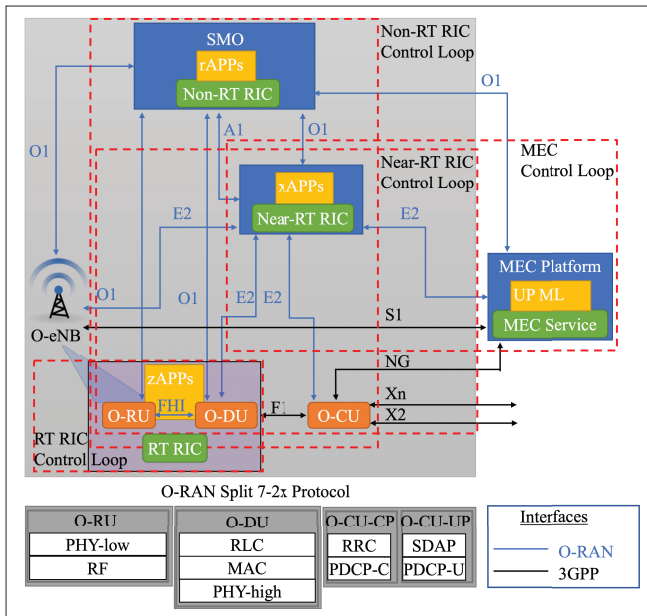 SMO
rAPPs
Non-RT RIC
Non-RT RIC
Control Loop
O1
O1
A1
O1
xAPPs
Near-RT RIC
Near-RT RIC
Control Loop
MEC
Control Loop
E2
E2
O1
O1
E2
E2
MEC Platform
UP ML
MEC Service
O-eNB
S1
NG
Xn
X2
zAPPs
O-RU
FHI
O-DU
F1
O-CU
RT RIC
RT RIC
Control Loop
O-RAN Split 7-2x Protocol
O-RU
PHY-low
RF
O-DU
RLC
MAC
PHY-high
O-CU-CP
RRC
PDCP-C
O-CU-UP
SDAP
PDCP-U
Interfaces
O-RAN
3GPP